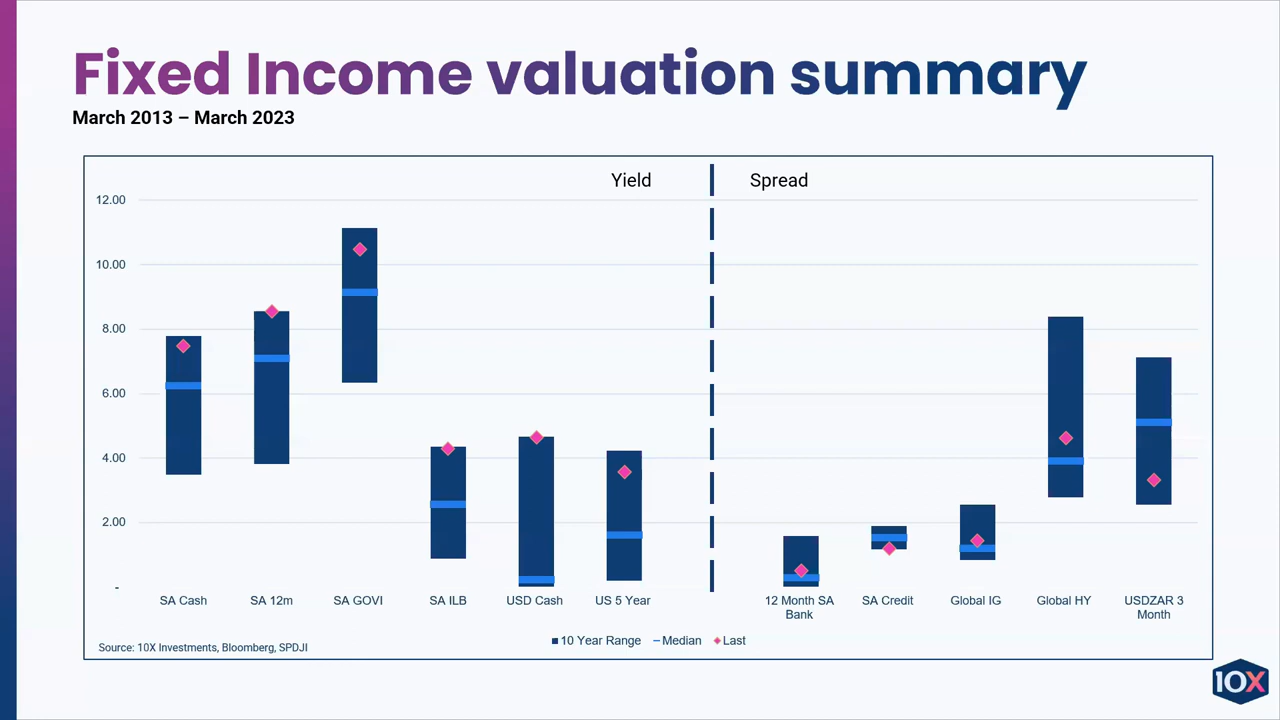 Fixed Income valuation summary
March 2013 – March 2023
Yield
Spread
12.00
10.00
8.00
6.00
4.00
2.00
-
SA Cash
SA 12m
SA GOVI
SA ILB
USD Cash
US 5 Year
12 Month SA
Bank
SA Credit
Global IG
Global HY
USDZAR 3
Month
10 Year Range
Median
Last
Source: 10X Investments, Bloomberg, SPDJI
10X